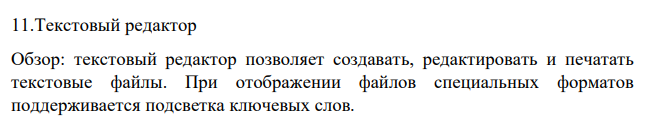 11.Текстовый редактор
Обзор: текстовый редактор позволяет создавать, редактировать и печатать
текстовые файлы. При отображении файлов специальных форматов
поддерживается подсветка ключевых слов.